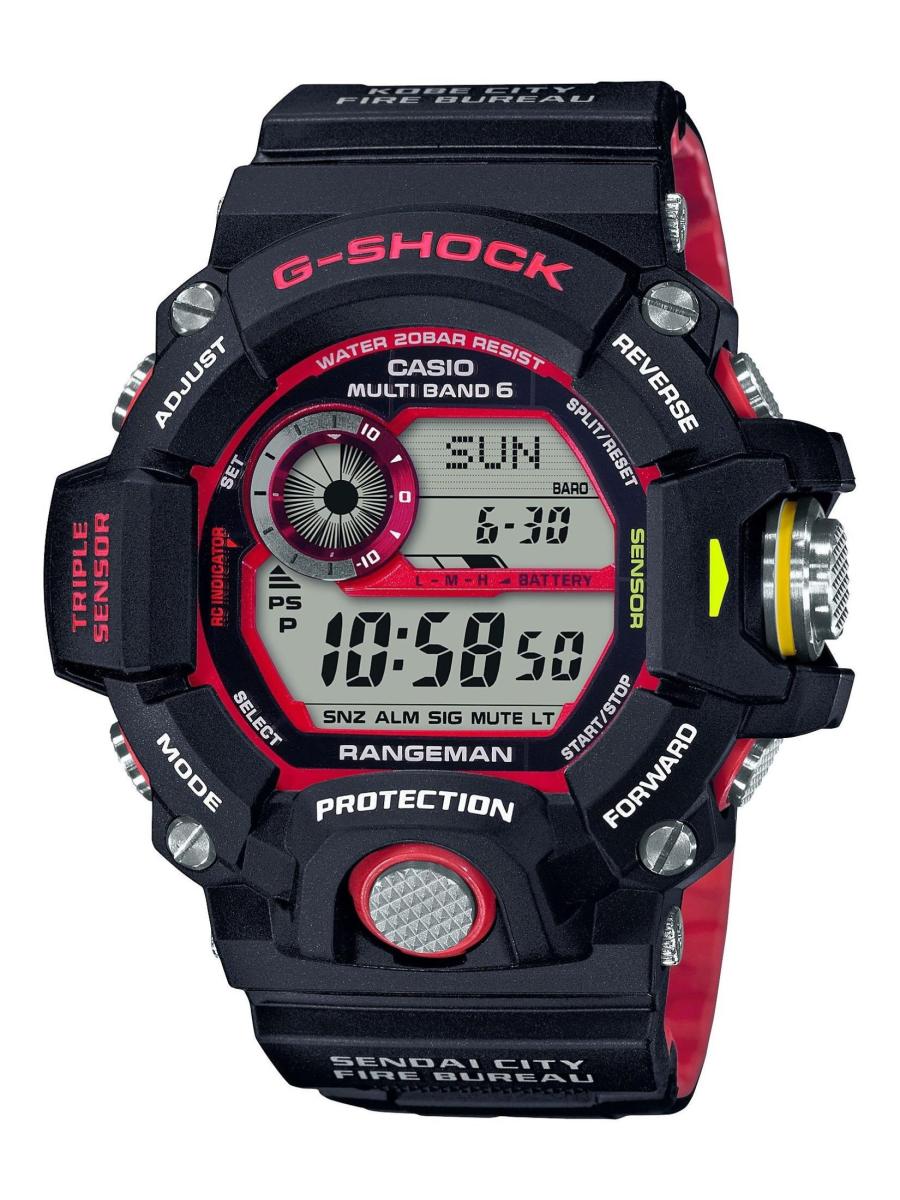 KOBE CITY
FIRE BUREAU
G-SHOCK
WATER 20BAR RESIST
CASIO
MULTI BAND 6
ADJUST
REVERSE
SET
SPLIT/RESET
10
0
-10
SUN
BARO
6-30
L - M - H BATTERY
TRIPLE
SENSOR
RC INDICATOR
SENSOR
PS
P
10:58 50
SNZ ALM SIG MUTE LT
SELECT
START/STOP
RANGEMAN
MODE
FORWARD
PROTECTION
SENDAI CITY
FIRE BUREAU